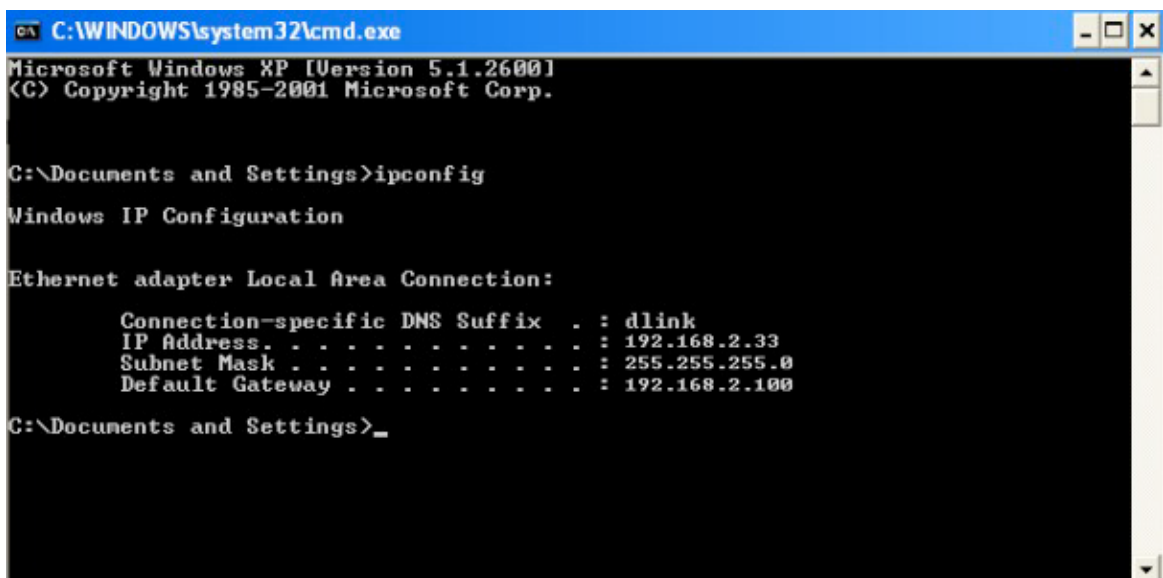 C:\WINDOWS\system32\cmd.exe
Microsoft Windows XP [Version 5.1.2600]
(C) Copyright 1985-2001 Microsoft Corp.
C:\Documents and Settings>ipconfig
Windows IP Configuration
Ethernet adapter Local Area Connection:
Connection-specific DNS Suffix . : dlink
IP Address. . . . . . . . . . . . : 192.168.2.33
Subnet Mask . . . . . . . . . . . : 255.255.255.0
Default Gateway . . . . . . . . . : 192.168.2.100
C:\Documents and Settings>_